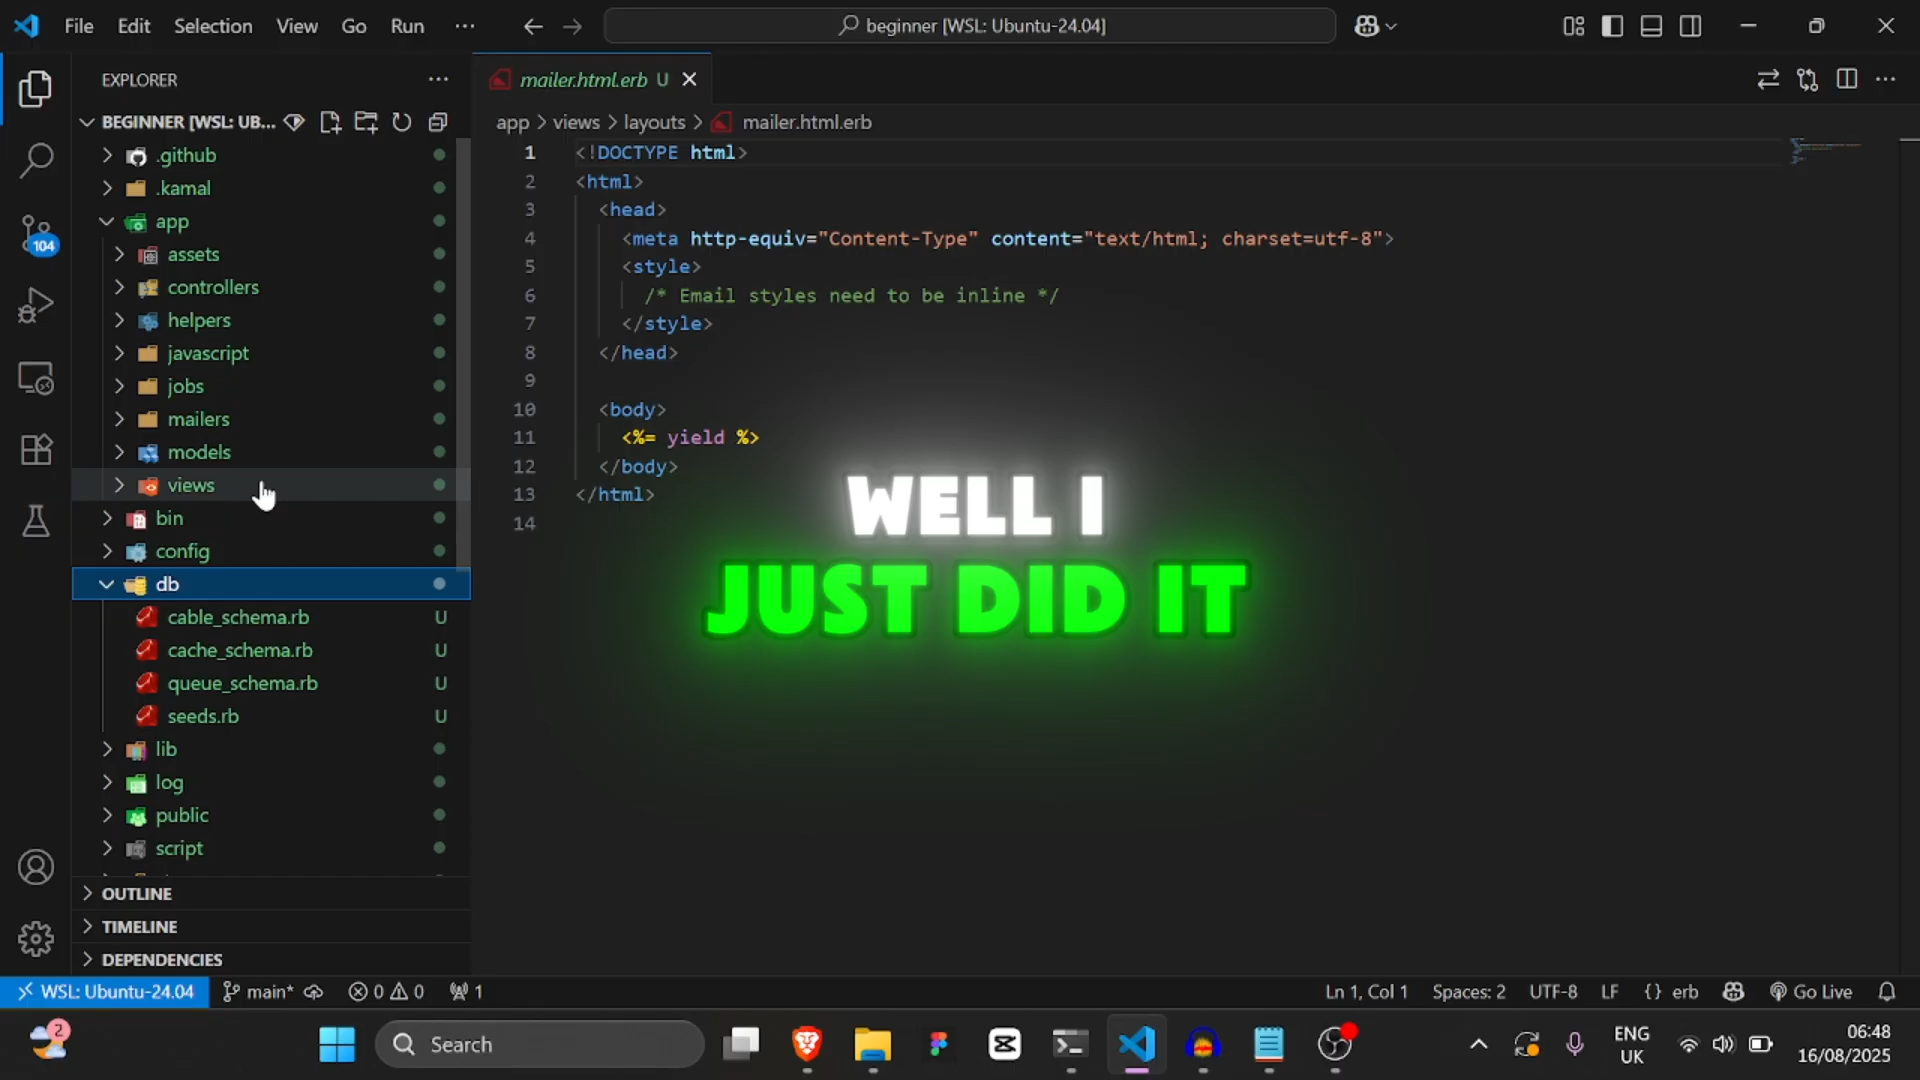 File Edit Selection View Go Run ...
beginner [WSL: Ubuntu-24.04]
EXPLORER
mailer.html.erb U
BEGINNER [WSL: UB...
app > views > layouts > mailer.html.erb
.github
.kamal
app
assets
controllers
helpers
javascript
jobs
mailers
models
views
bin
config
db
cable_schema.rb U
cache_schema.rb U
queue_schema.rb U
seeds.rb U
lib
log
public
script
OUTLINE
TIMELINE
DEPENDENCIES
104
1 <!DOCTYPE html>
2 <html>
3 <head>
4 <meta http-equiv="Content-Type" content="text/html; charset=utf-8">
5 <style>
6 /* Email styles need to be inline */
7 </style>
8 </head>
9
10 <body>
11 <%= yield %>
12 </body>
13 </html>
14
WELL I
JUST DID IT
WSL: Ubuntu-24.04 main* 0 0 1 Ln 1, Col 1 Spaces: 2 UTF-8 LF {} erb Go Live
2 Search ENG
UK
06:48
16/08/2025